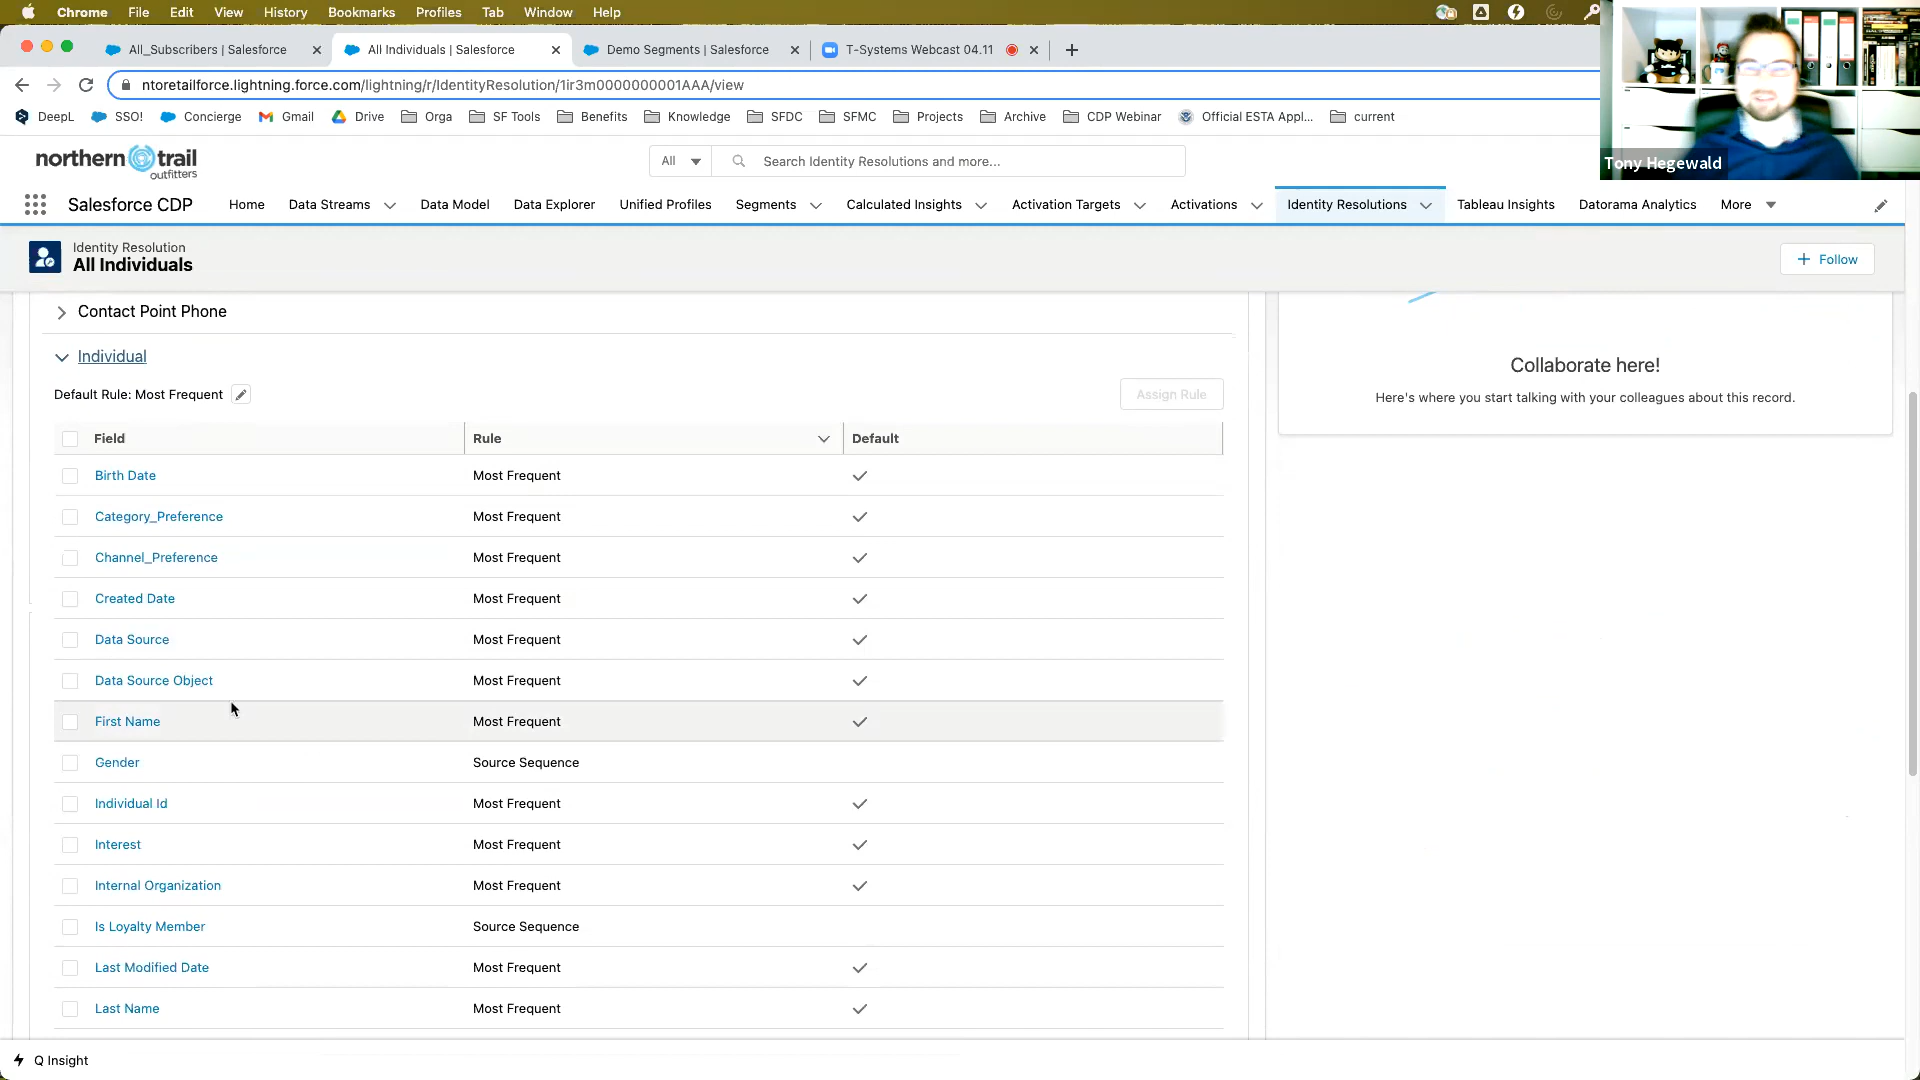 Chrome File Edit View History Bookmarks Profiles Tab Window Help
All_Subscribers | Salesforce All Individuals | Salesforce Demo Segments | Salesforce T-Systems Webcast 04.11
ntoretailforce.lightning.force.com/lightning/r/IdentityResolution/1ir3m0000000001AAA/view
DeepL SSO! Concierge Gmail Drive Orga SF Tools Benefits Knowledge SFDC SFMC Projects Archive CDP Webinar Official ESTA Appl... current
Tony Hegewald
northern trail
outfitters
All Search Identity Resolutions and more...
Salesforce CDP Home Data Streams Data Model Data Explorer Unified Profiles Segments Calculated Insights Activation Targets Activations Identity Resolutions Tableau Insights Datorama Analytics More
Identity Resolution
All Individuals
Follow
Contact Point Phone
Individual
Default Rule: Most Frequent
Assign Rule
Field Rule Default
Birth Date Most Frequent
Category_Preference Most Frequent
Channel_Preference Most Frequent
Created Date Most Frequent
Data Source Most Frequent
Data Source Object Most Frequent
First Name Most Frequent
Gender Source Sequence
Individual Id Most Frequent
Interest Most Frequent
Internal Organization Most Frequent
Is Loyalty Member Source Sequence
Last Modified Date Most Frequent
Last Name Most Frequent
Collaborate here!
Here's where you start talking with your colleagues about this record.
Q Insight